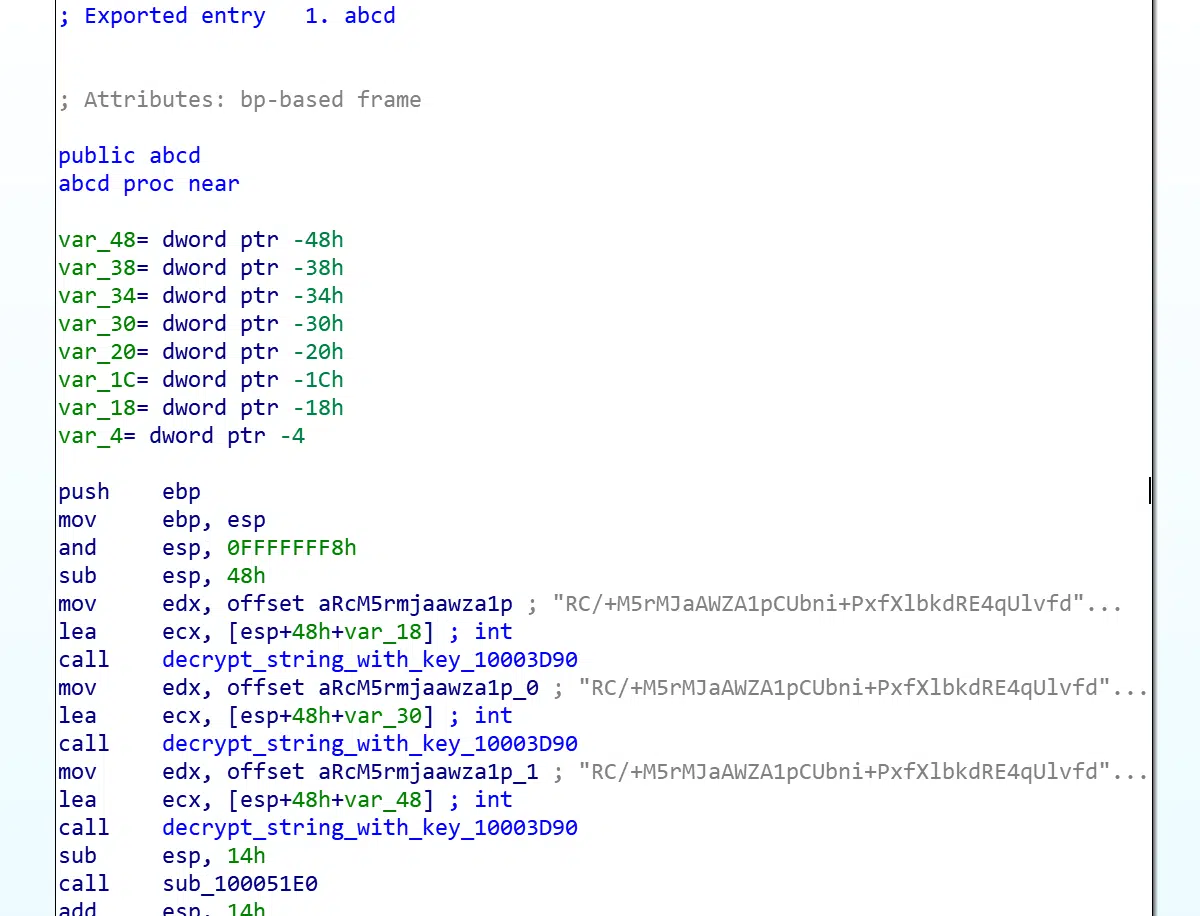 ; Exported entry   1. abcd
; Attributes: bp-based frame
public abcd
abcd proc near
var_48= dword ptr -48h
var_38= dword ptr -38h
var_34= dword ptr -34h
var_30= dword ptr -30h
var_20= dword ptr -20h
var_1C= dword ptr -1Ch
var_18= dword ptr -18h
var_4= dword ptr -4
push    ebp
mov     ebp, esp
and     esp, 0FFFFFFF8h
sub     esp, 48h
mov     edx, offset aRcM5rmjaawza1p ; "RC/+M5rMJaAWZA1pCUbni+PxfXlbkdRE4qUlvfd"...
lea     ecx, [esp+48h+var_18] ; int
call    decrypt_string_with_key_10003D90
mov     edx, offset aRcM5rmjaawza1p_0 ; "RC/+M5rMJaAWZA1pCUbni+PxfXlbkdRE4qUlvfd"...
lea     ecx, [esp+48h+var_30] ; int
call    decrypt_string_with_key_10003D90
mov     edx, offset aRcM5rmjaawza1p_1 ; "RC/+M5rMJaAWZA1pCUbni+PxfXlbkdRE4qUlvfd"...
lea     ecx, [esp+48h+var_48] ; int
call    decrypt_string_with_key_10003D90
sub     esp, 14h
call    sub_100051E0
add     esp, 14h